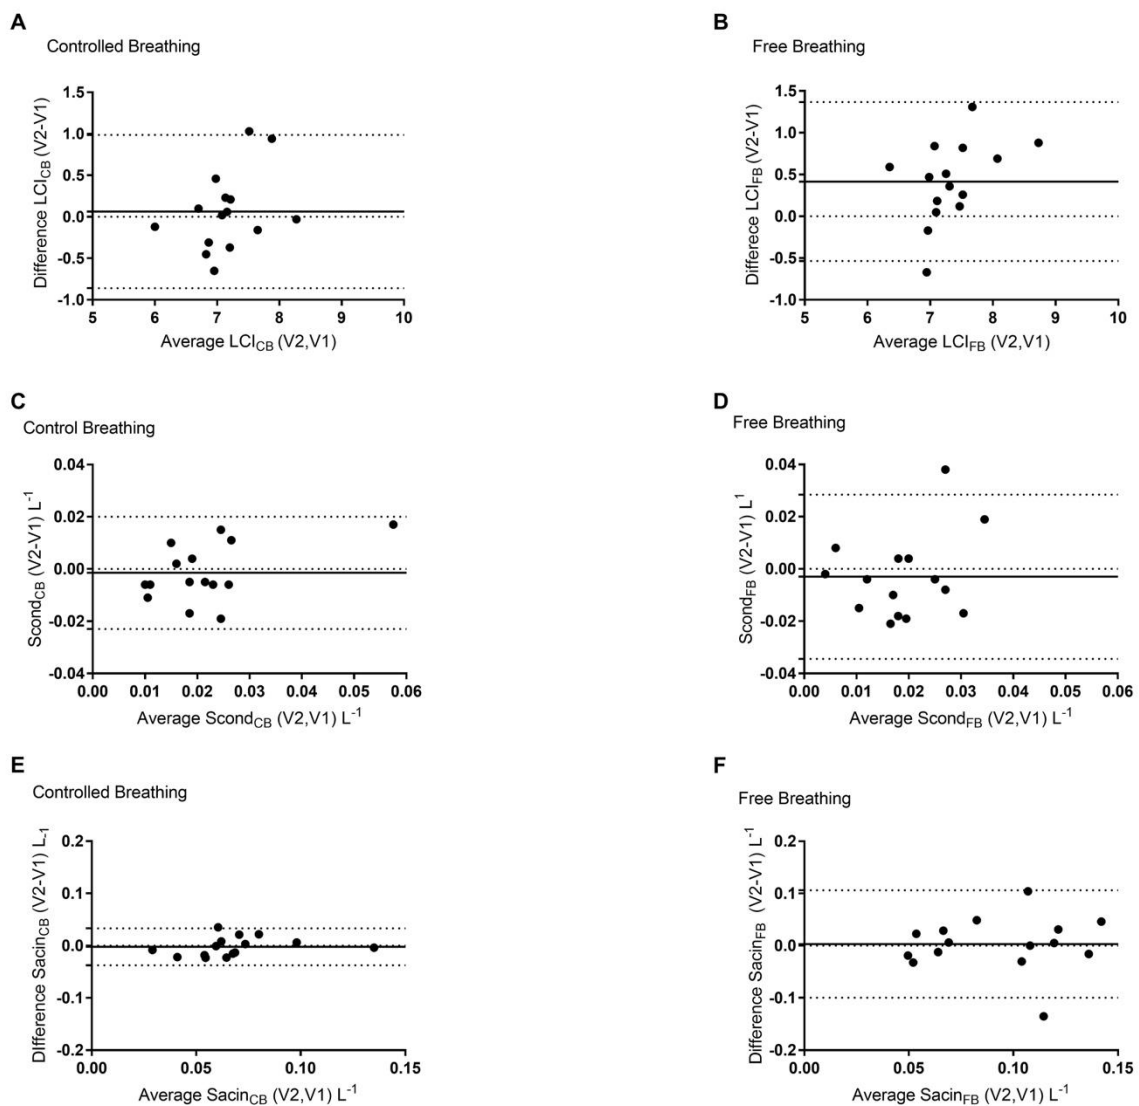 A
Controlled Breathing
Difference LCI_CB (V2-V1)
1.5
1.0
0.5
0.0
-0.5
-1.0
5 6 7 8 9 10
Average LCI_CB (V2,V1)
B
Free Breathing
Differece LCI_FB (V2-V1)
1.5
1.0
0.5
0.0
-0.5
-1.0
5 6 7 8 9 10
Average LCI_FB (V2,V1)
C
Control Breathing
Scond_CB (V2-V1) L⁻¹
0.04
0.02
0.00
-0.02
-0.04
0.00 0.01 0.02 0.03 0.04 0.05 0.06
Average Scond_CB (V2,V1) L⁻¹
D
Free Breathing
Scond_FB (V2-V1) L¹
0.04
0.02
0.00
-0.02
-0.04
0.00 0.01 0.02 0.03 0.04 0.05 0.06
Average Scond_FB (V2,V1) L⁻¹
E
Controlled Breathing
DIfference Sacin_CB (V2-V1) L-1
0.2
0.1
0.0
-0.1
-0.2
0.00 0.05 0.10 0.15
Average Sacin_CB (V2,V1) L⁻¹
F
Free Breathing
Difference Sacin_FB (V2-V1) L⁻¹
0.2
0.1
0.0
-0.1
-0.2
0.00 0.05 0.10 0.15
Average Sacin_FB (V2,V1) L⁻¹